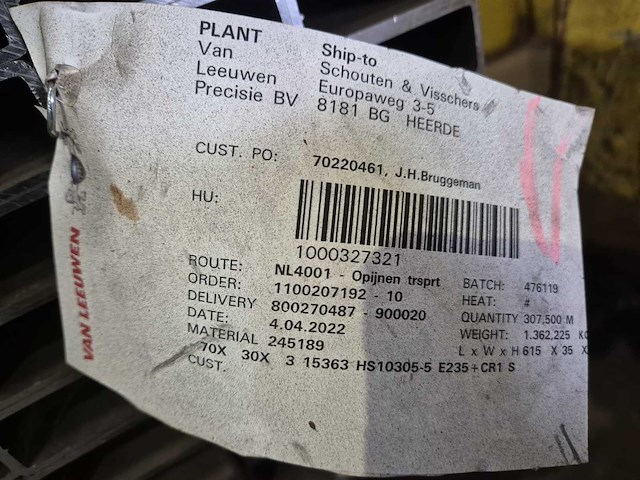 PLANT
Van
Leeuwen
Precisie BV
Ship-to
Schouten & Visschers
Europaweg 3-5
8181 BG HEERDE
CUST. PO: 70220461, J.H.Bruggeman
HU:
1000327321
ROUTE: NL4001 - Opijnen trsprt
ORDER: 1100207192 - 10
DELIVERY 800270487 - 900020
DATE: 4.04.2022
MATERIAL 245189
70X 30X 3 15363 HS10305-5 E235+CR1 S
CUST.
BATCH: 476119
HEAT: #
QUANTITY 307,500 M
WEIGHT: 1.362,225 KG
L x W x H 615 X 35 X
VAN LEEUWEN